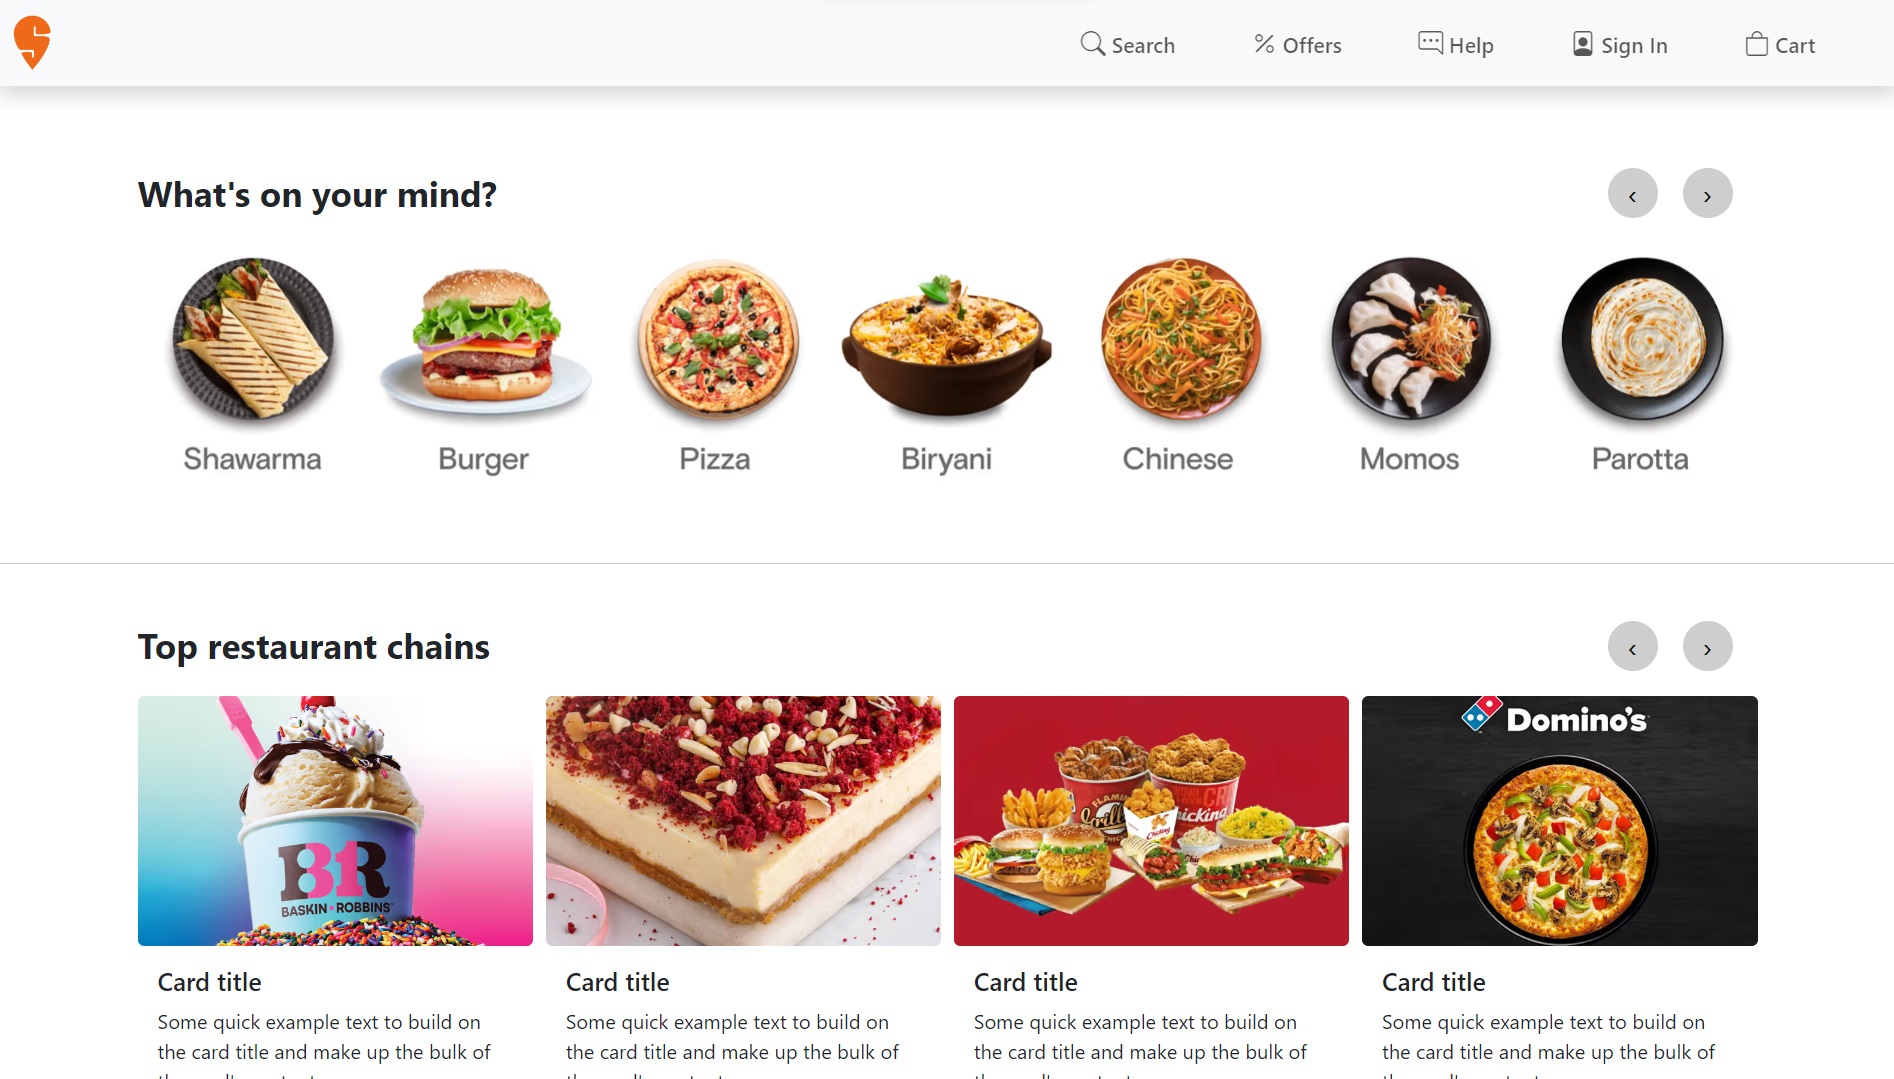 Search
Offers
Help
Sign In
Cart
What's on your mind?
‹
›
Shawarma
Burger
Pizza
Biryani
Chinese
Momos
Parotta
Top restaurant chains
‹
›
BR
BASKIN ROBBINS
FLAMIN
Chicking
hicking
Domino's
Card title
Some quick example text to build on
the card title and make up the bulk of
Card title
Some quick example text to build on
the card title and make up the bulk of
Card title
Some quick example text to build on
the card title and make up the bulk of
Card title
Some quick example text to build on
the card title and make up the bulk of